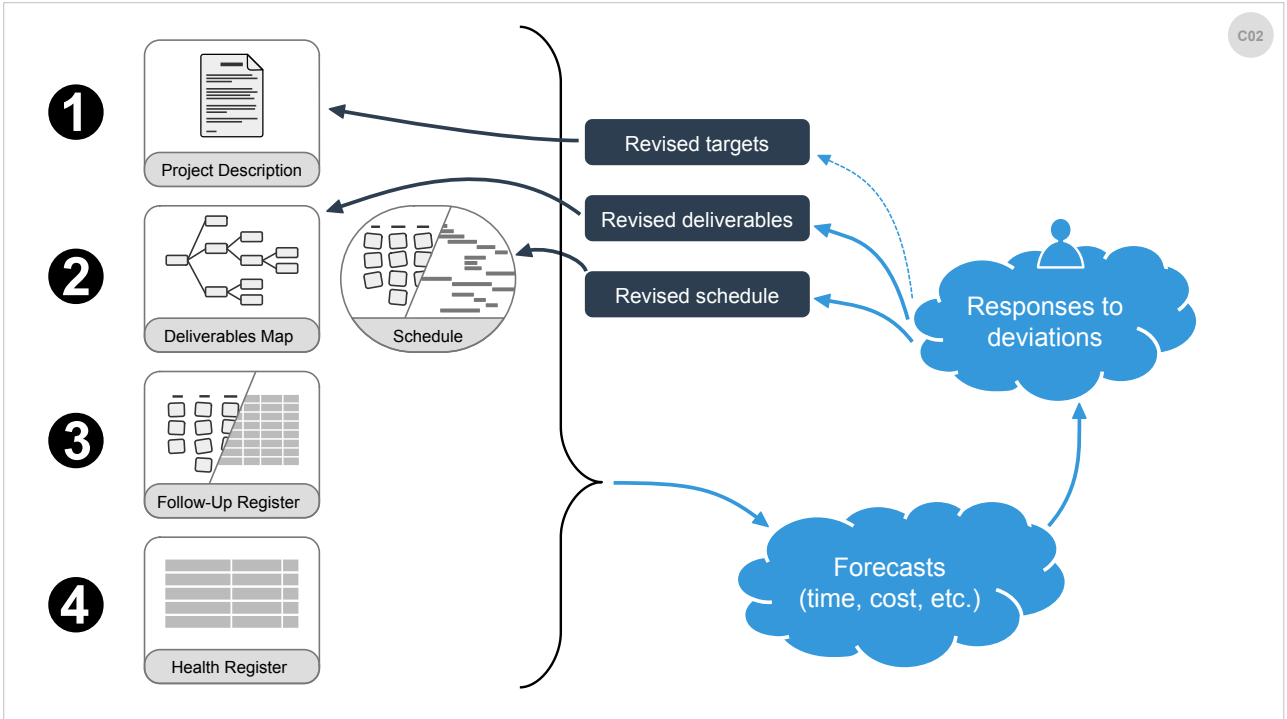 C02
1
Project Description
Revised targets
2
Deliverables Map
Schedule
Revised deliverables
Revised schedule
Responses to
deviations
3
Follow-Up Register
Forecasts
(time, cost, etc.)
4
Health Register